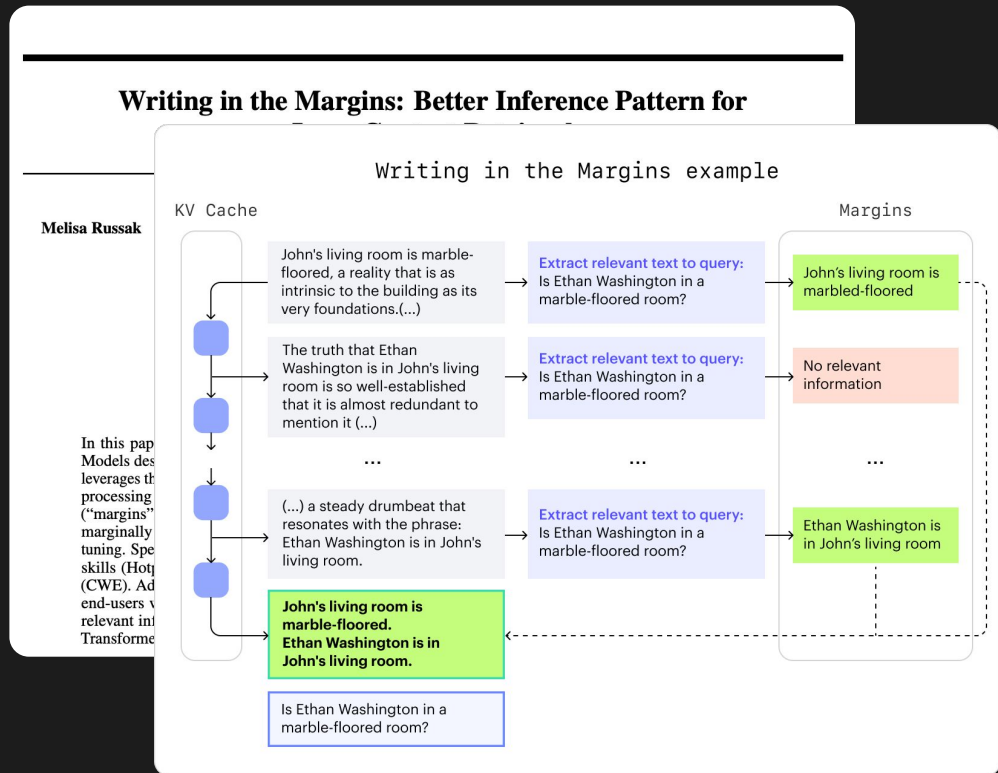 Writing in the Margins: Better Inference Pattern for
Melisa Russak
In this pap
Models des
leverages th
processing
(“margins”
marginally
tuning. Spe
skills (Hotp
(CWE). Ad
end-users w
relevant inf
Transforme
Writing in the Margins example
KV Cache
Margins
John's living room is marble-
floored, a reality that is as
intrinsic to the building as its
very foundations.(...)
Extract relevant text to query:
Is Ethan Washington in a
marble-floored room?
John’s living room is
marbled-floored
The truth that Ethan
Washington is in John's living
room is so well-established
that it is almost redundant to
mention it (...)
Extract relevant text to query:
Is Ethan Washington in a
marble-floored room?
No relevant
information
...
...
...
(...) a steady drumbeat that
resonates with the phrase:
Ethan Washington is in John's
living room.
Extract relevant text to query:
Is Ethan Washington in a
marble-floored room?
Ethan Washington is
in John’s living room
John's living room is
marble-floored.
Ethan Washington is in
John's living room.
Is Ethan Washington in a
marble-floored room?